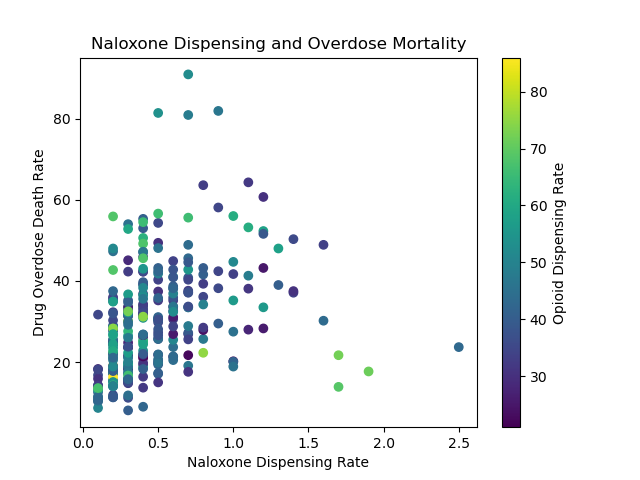 Naloxone Dispensing and Overdose Mortality
80
60
40
20
Drug Overdose Death Rate
0.0 0.5 1.0 1.5 2.0 2.5
Naloxone Dispensing Rate
80
70
60
50
40
30
Opioid Dispensing Rate